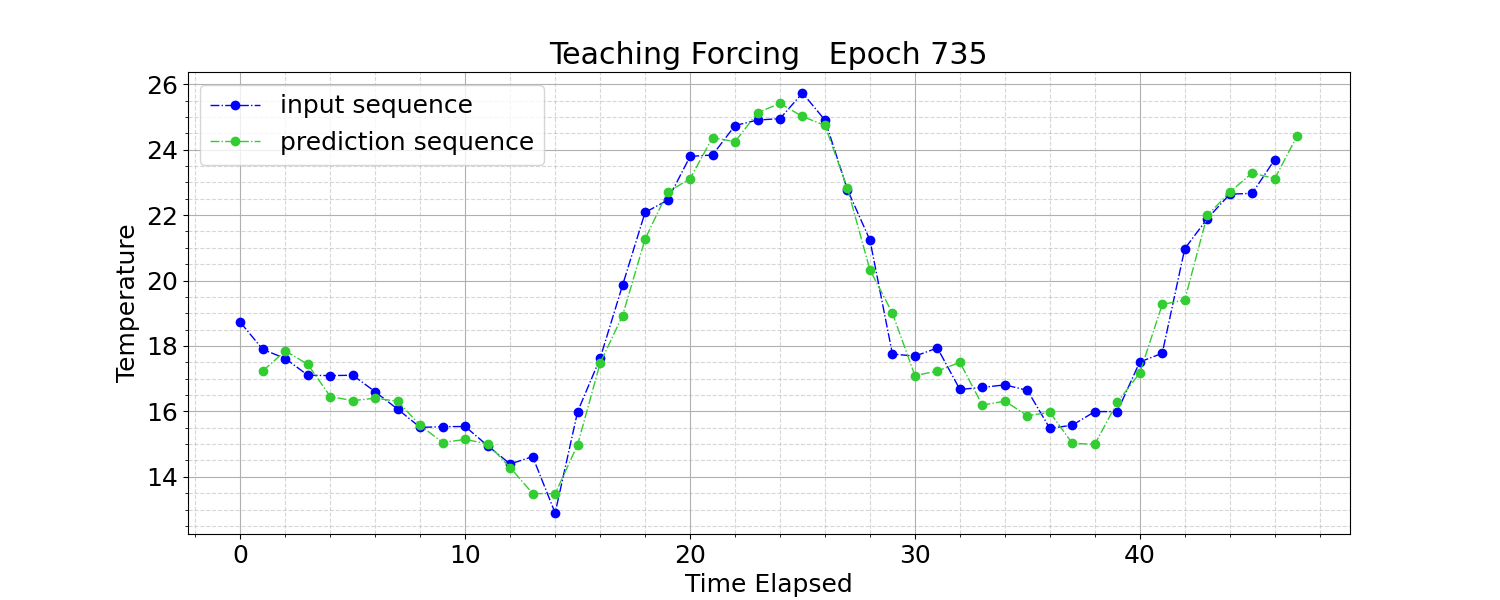 Teaching Forcing   Epoch 735
26
24
22
20
18
16
14
Temperature
input sequence
prediction sequence
0 10 20 30 40
Time Elapsed